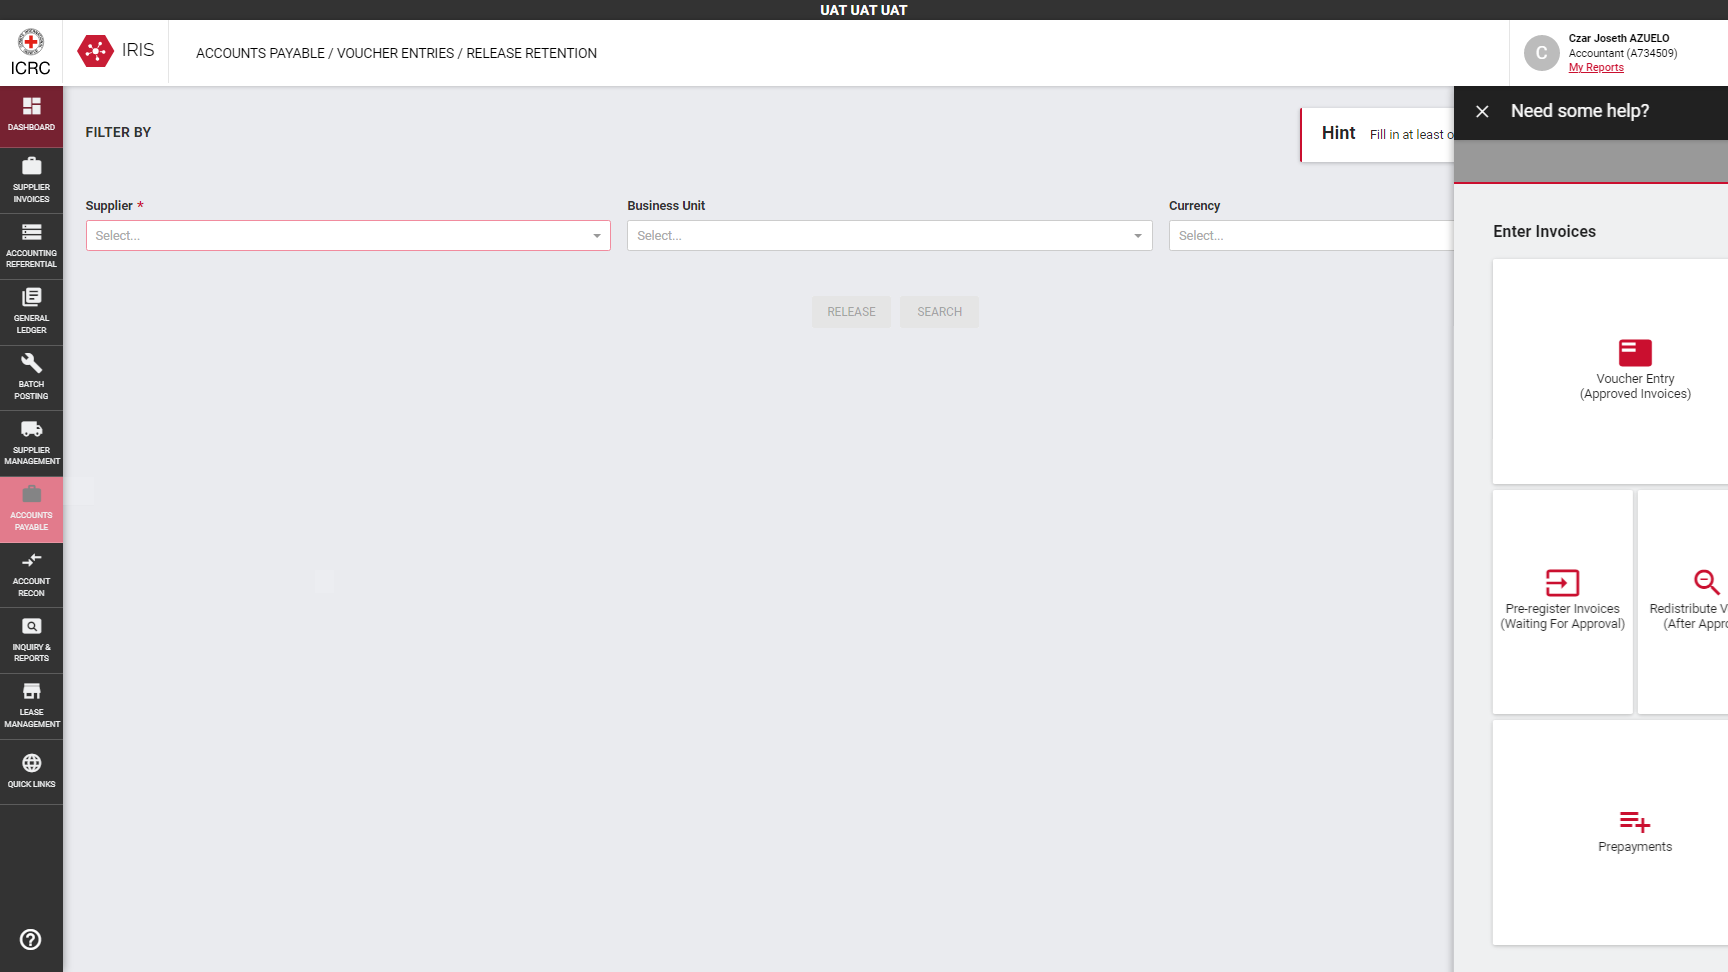 UAT UAT UAT
ICRC
IRIS
ACCOUNTS PAYABLE / VOUCHER ENTRIES / RELEASE RETENTION
C
Czar Joseth AZUELO
Accountant (A734509)
My Reports
DASHBOARD
SUPPLIER
INVOICES
ACCOUNTING
REFERENTIAL
GENERAL
LEDGER
BATCH
POSTING
SUPPLIER
MANAGEMENT
ACCOUNTS
PAYABLE
ACCOUNT
RECON
INQUIRY &
REPORTS
LEASE
MANAGEMENT
QUICK LINKS
FILTER BY
Hint Fill in at least o
Supplier *
Select...
Business Unit
Select...
Currency
Select...
RELEASE
SEARCH
Need some help?
Enter Invoices
Voucher Entry
(Approved Invoices)
Pre-register Invoices
(Waiting For Approval)
Redistribute V
(After Appro
Prepayments